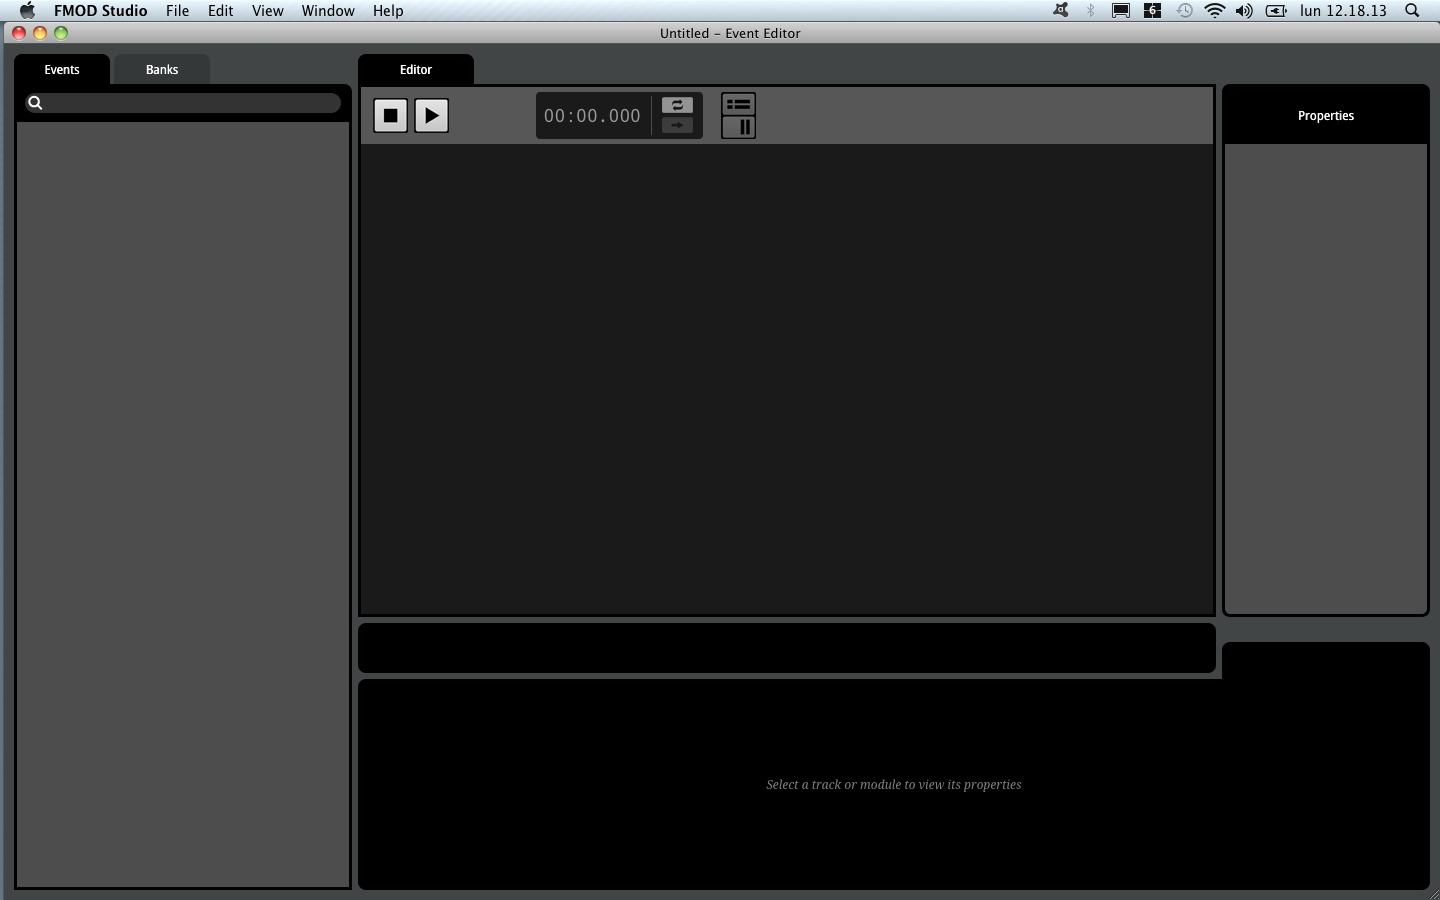 FMOD Studio File Edit View Window Help 6 lun 12.18.13
Untitled – Event Editor
Events Banks Editor
00:00.000
Properties
Select a track or module to view its properties